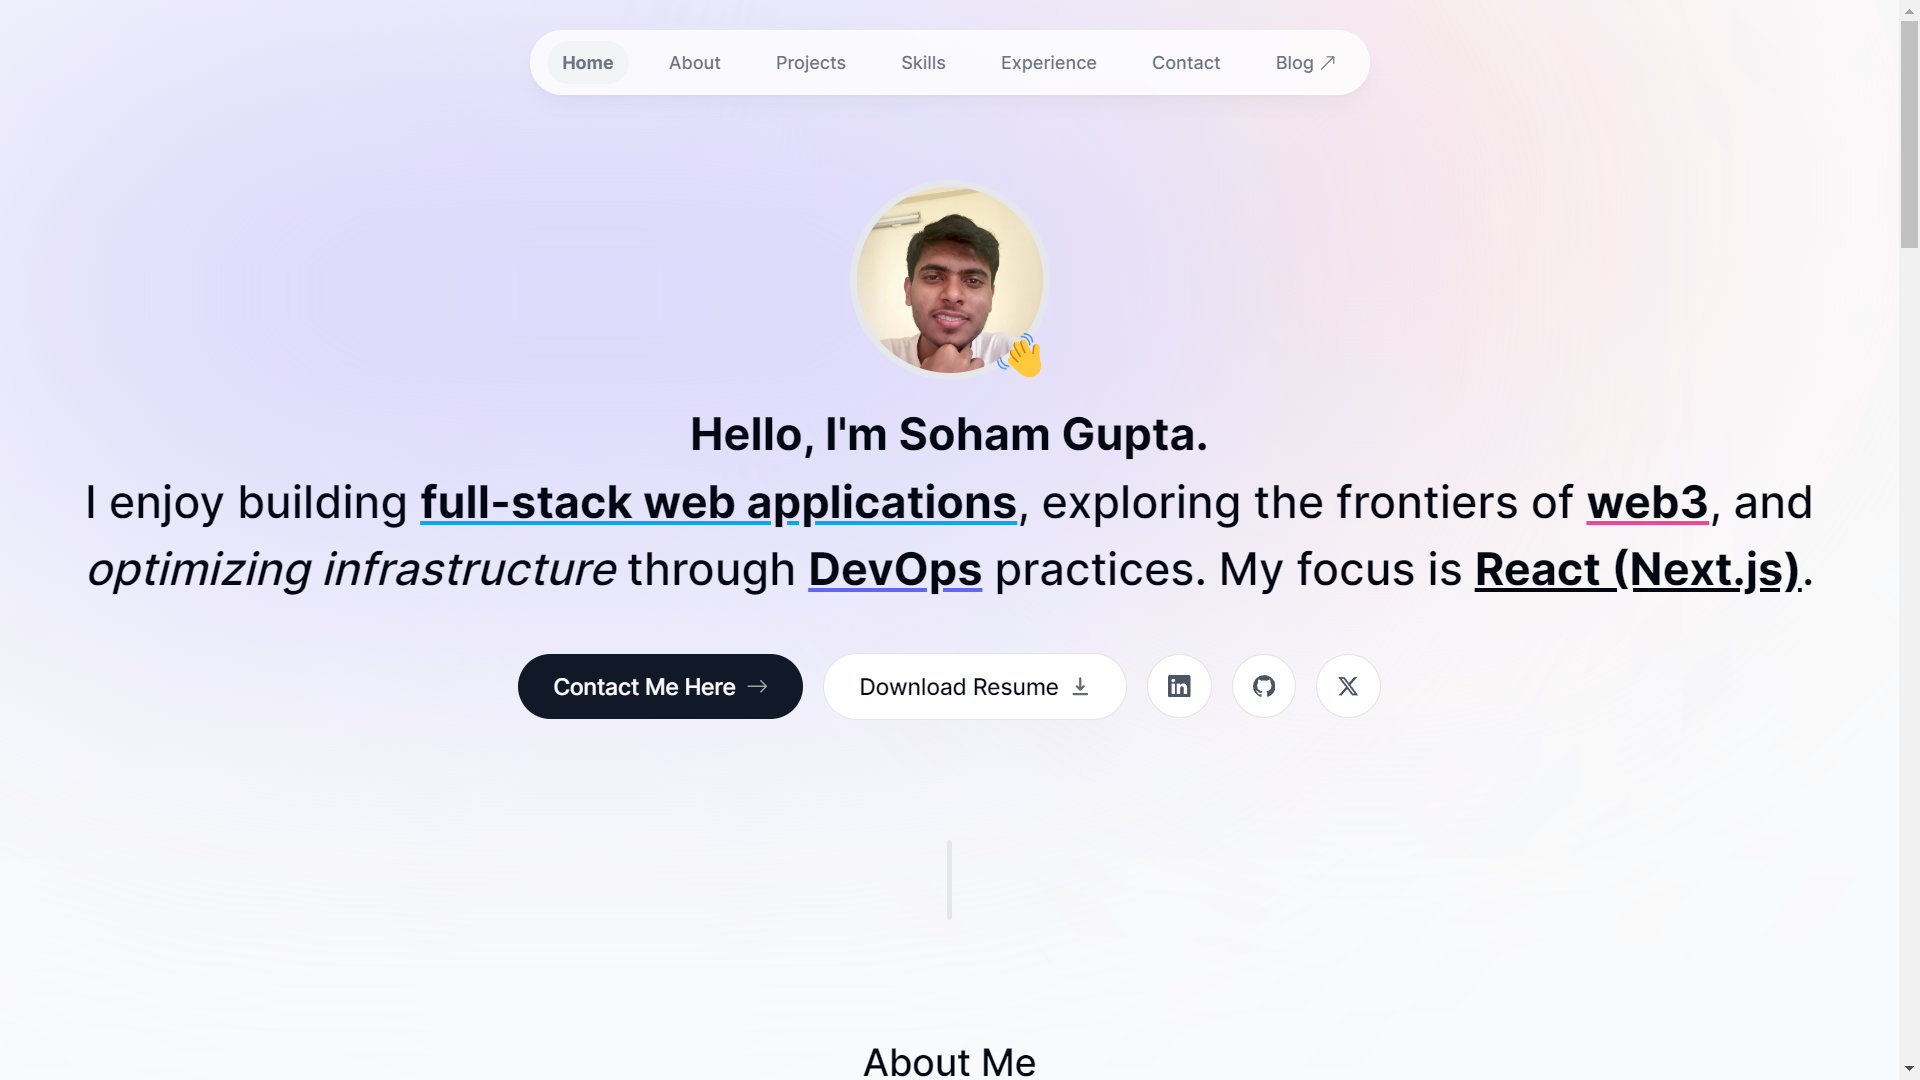 Home About Projects Skills Experience Contact Blog
Hello, I'm Soham Gupta.
I enjoy building full-stack web applications, exploring the frontiers of web3, and
optimizing infrastructure through DevOps practices. My focus is React (Next.js).
Contact Me Here
Download Resume
About Me